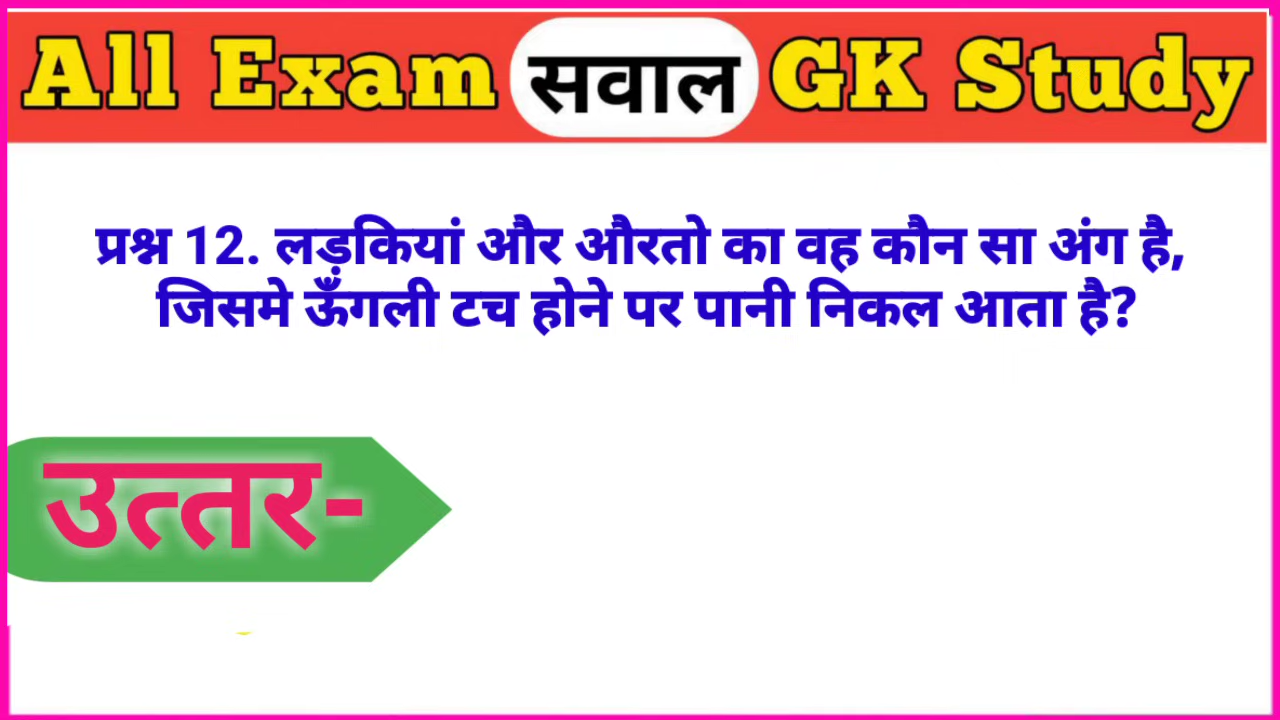 All Exam सवाल GK Study
प्रश्न 12. लड़कियां और औरतो का वह कौन सा अंग है,
जिसमे ऊँगली टच होने पर पानी निकल आता है?
उत्तर-